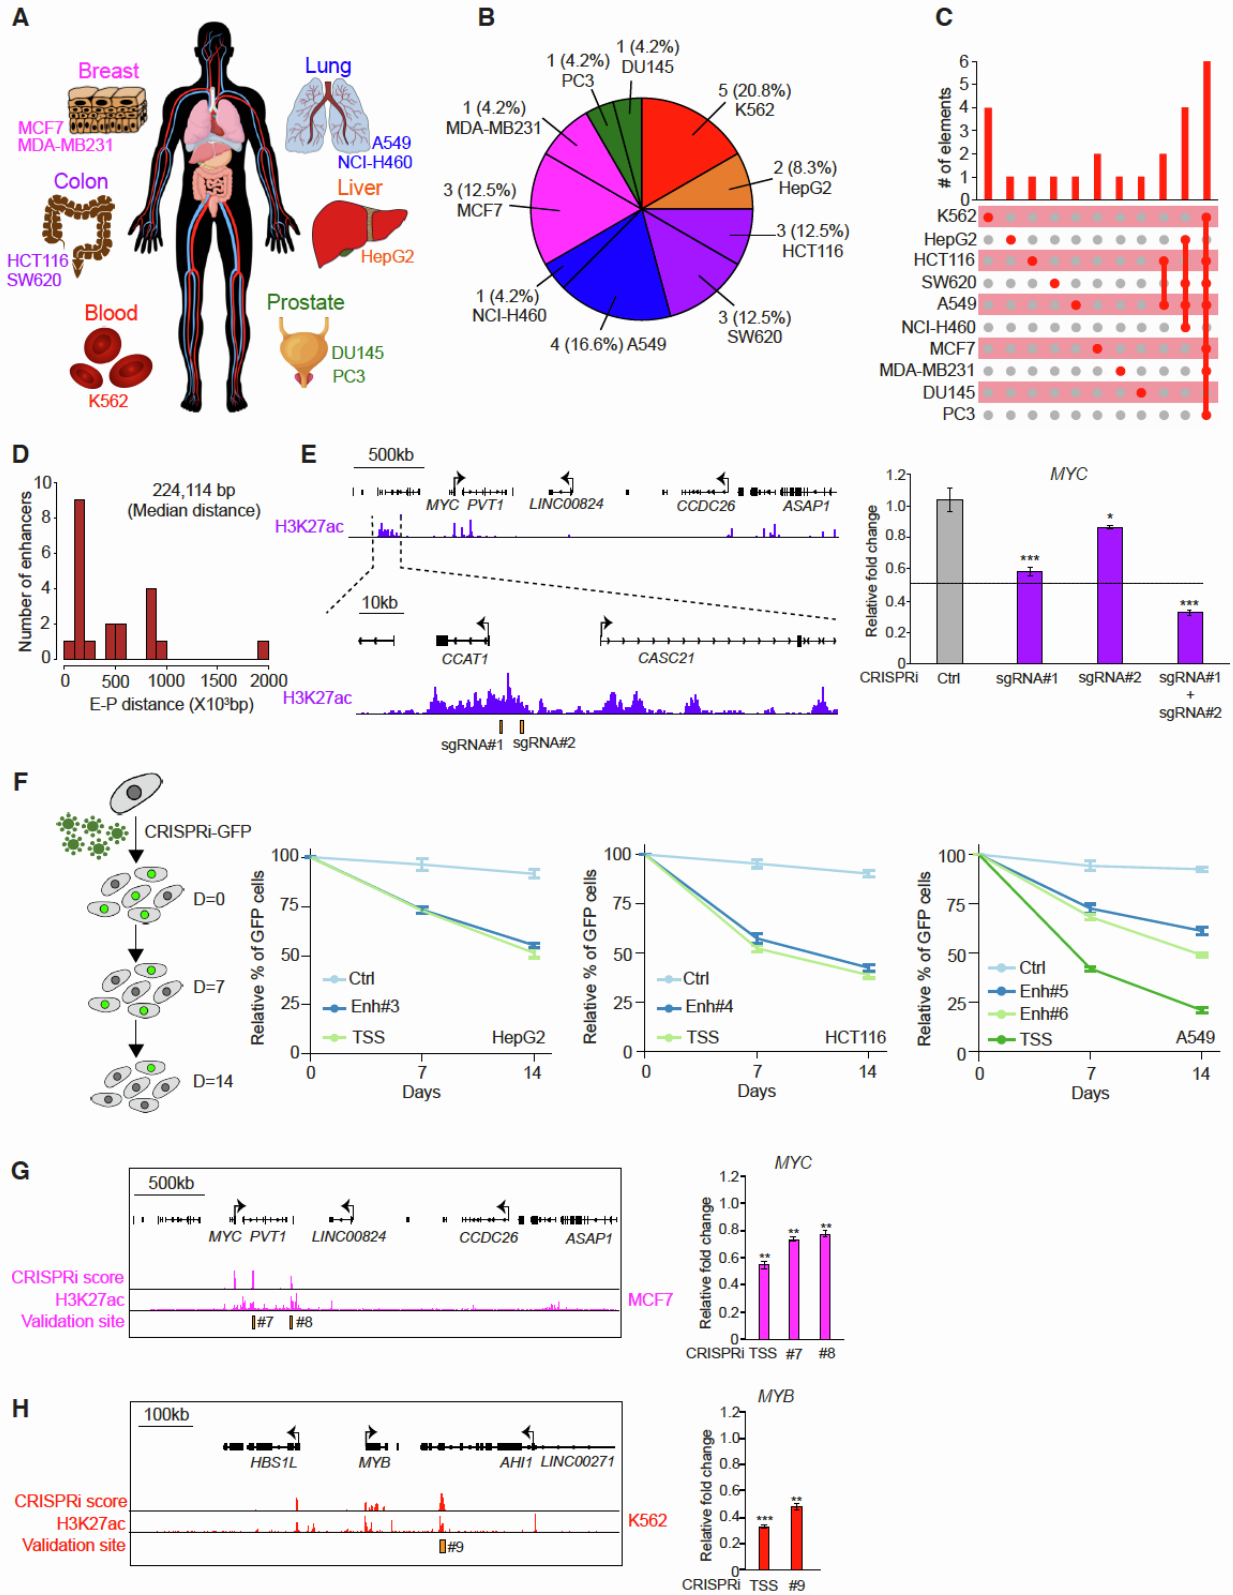 A
Breast
MCF7
MDA-MB231
Lung
A549
NCI-H460
Colon
HCT116
SW620
Liver
HepG2
Blood
K562
Prostate
DU145
PC3
B
1 (4.2%)
DU145
1 (4.2%)
PC3
5 (20.8%)
K562
1 (4.2%)
MDA-MB231
2 (8.3%)
HepG2
3 (12.5%)
MCF7
3 (12.5%)
HCT116
1 (4.2%)
NCI-H460
3 (12.5%)
SW620
4 (16.6%) A549
C
# of elements
6
5
4
3
2
1
0
K562
HepG2
HCT116
SW620
A549
NCI-H460
MCF7
MDA-MB231
DU145
PC3
D
Number of enhancers
10
8
6
4
2
0
224,114 bp
(Median distance)
0 500 1000 1500 2000
E-P distance (X10³bp)
E
500kb
MYC PVT1 LINC00824 CCDC26 ASAP1
H3K27ac
10kb
CCAT1 CASC21
H3K27ac
sgRNA#1 sgRNA#2
MYC
Relative fold change
1.2
1.0
0.8
0.6
0.4
0.2
0
*** * ***
CRISPRi Ctrl sgRNA#1 sgRNA#2 sgRNA#1
+
sgRNA#2
F
CRISPRi-GFP
D=0
D=7
D=14
Relative % of GFP cells
100
75
50
25
0
Ctrl
Enh#3
TSS HepG2
0 7 14
Days
Relative % of GFP cells
100
75
50
25
0
Ctrl
Enh#4
TSS HCT116
0 7 14
Days
Relative % of GFP cells
100
75
50
25
0
Ctrl
Enh#5
Enh#6
TSS A549
0 7 14
Days
G
500kb
MYC PVT1 LINC00824 CCDC26 ASAP1
CRISPRi score
H3K27ac
MCF7
Validation site #7 #8
MYC
Relative fold change
1.2
1.0
0.8
0.6
0.4
0.2
0
** ** **
CRISPRi TSS #7 #8
H
100kb
HBS1L MYB AHI1 LINC00271
CRISPRi score
H3K27ac
K562
Validation site #9
MYB
Relative fold change
1.2
1.0
0.8
0.6
0.4
0.2
0
*** **
CRISPRi TSS #9